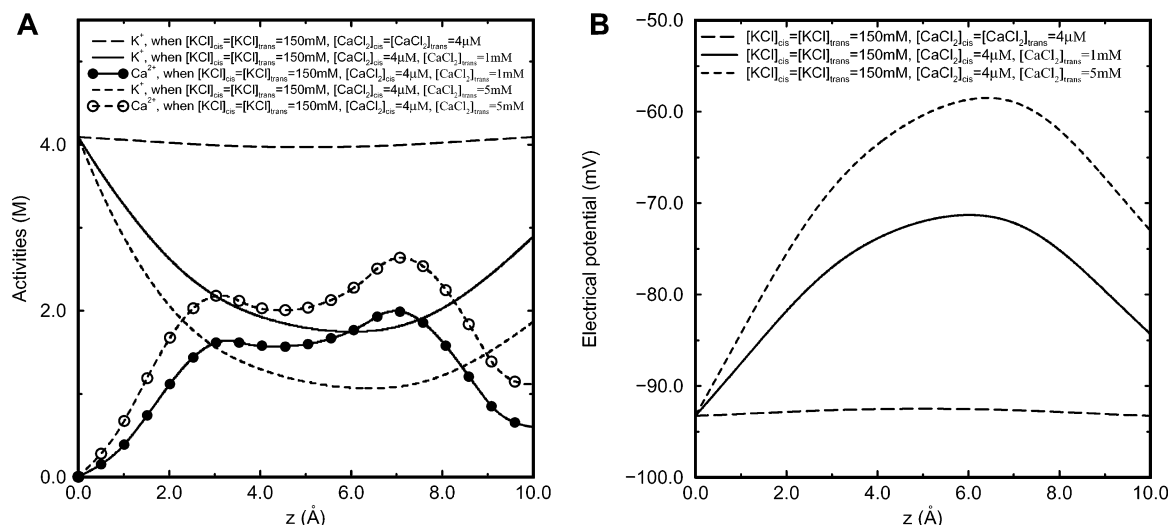 A
K⁺, when [KCl]cis=[KCl]trans=150mM, [CaCl2]cis=[CaCl2]trans=4μM
K⁺, when [KCl]cis=[KCl]trans=150mM, [CaCl2]cis=4μM, [CaCl2]trans=1mM
Ca²⁺, when [KCl]cis=[KCl]trans=150mM, [CaCl2]cis=4μM, [CaCl2]trans=1mM
K⁺, when [KCl]cis=[KCl]trans=150mM, [CaCl2]cis=4μM, [CaCl2]trans=5mM
Ca²⁺, when [KCl]cis=[KCl]trans=150mM, [CaCl2]cis=4μM, [CaCl2]trans=5mM
Activities (M)
4.0
2.0
0.0
0.0 2.0 4.0 6.0 8.0 10.0
z (Å)
B
[KCl]cis=[KCl]trans=150mM, [CaCl2]cis=[CaCl2]trans=4μM
[KCl]cis=[KCl]trans=150mM, [CaCl2]cis=4μM, [CaCl2]trans=1mM
[KCl]cis=[KCl]trans=150mM, [CaCl2]cis=4μM, [CaCl2]trans=5mM
Electrical potential (mV)
−50.0
−60.0
−70.0
−80.0
−90.0
−100.0
0.0 2.0 4.0 6.0 8.0 10.0
z (Å)